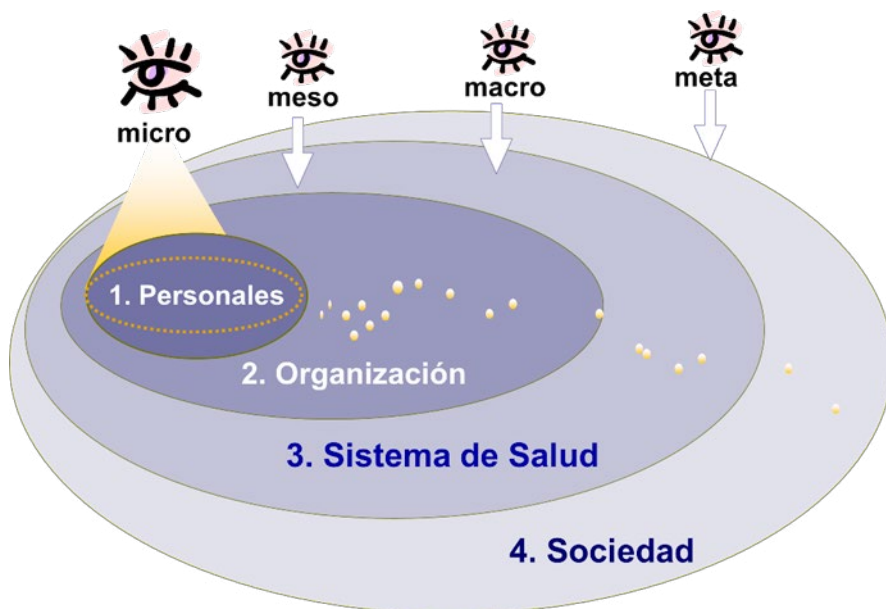 micro
meso
macro
meta
1. Personales
2. Organización
3. Sistema de Salud
4. Sociedad